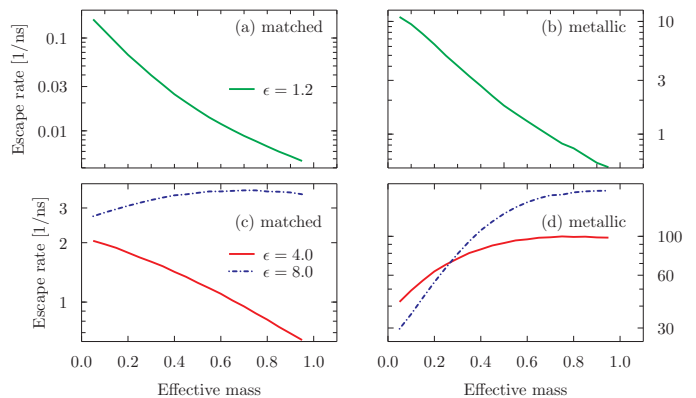 (a) matched
(b) metallic
0.1
0.03
0.01
Escape rate [1/ns]
ϵ = 1.2
10
3
1
(c) matched
(d) metallic
3
2
1
Escape rate [1/ns]
ϵ = 4.0
ϵ = 8.0
100
60
30
0.0 0.2 0.4 0.6 0.8 1.0
0.0 0.2 0.4 0.6 0.8 1.0
Effective mass
Effective mass